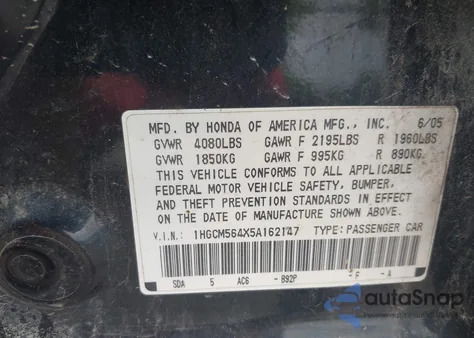 MFD. BY HONDA OF AMERICA MFG., INC. 6/05
GVWR 4080LBS GAWR F 2195LBS R 1960LBS
GVWR 1850KG GAWR F 995KG R 890KG
THIS VEHICLE CONFORMS TO ALL APPLICABLE
FEDERAL MOTOR VEHICLE SAFETY, BUMPER,
AND THEFT PREVENTION STANDARDS IN EFFECT
ON THE DATE OF MANUFACTURE SHOWN ABOVE.
V.I.N.: 1HGCM564X5A162147 TYPE: PASSENGER CAR
SDA 5 AC6 -B92P -A
autoSnap